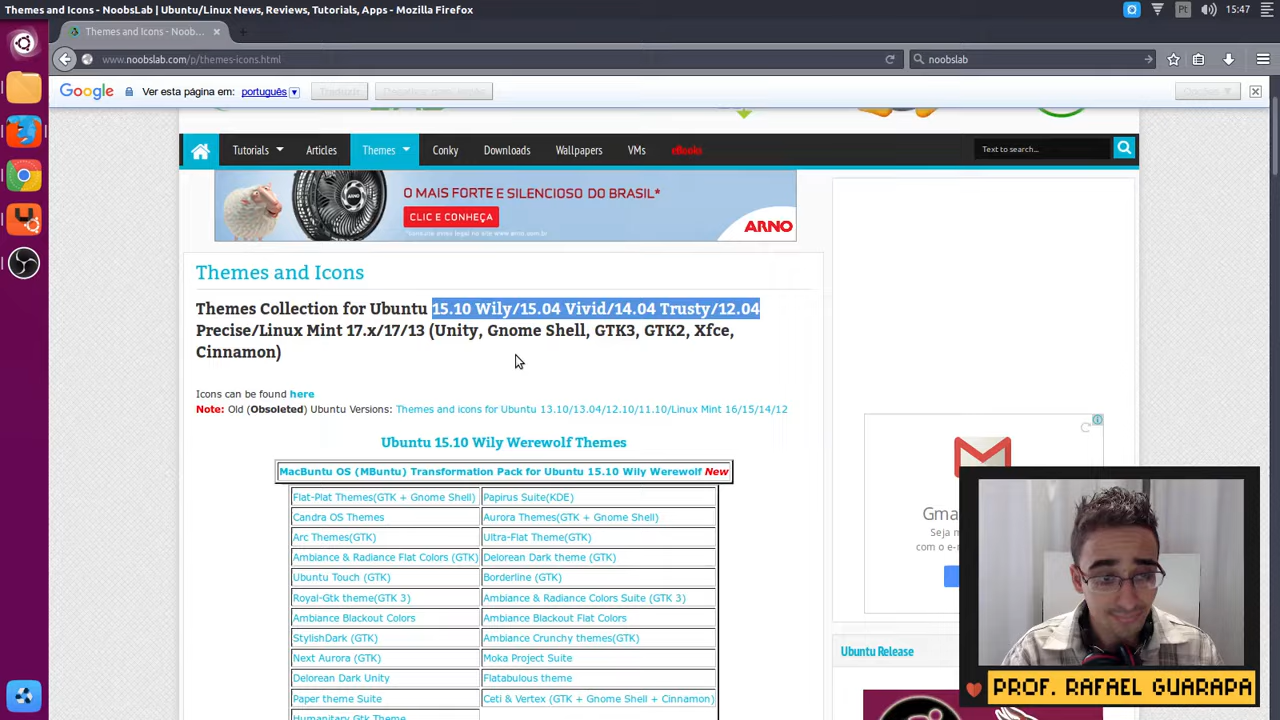 Themes and Icons - NoobsLab | Ubuntu/Linux News, Reviews, Tutorials, Apps - Mozilla Firefox
Pt
15:47
Themes and Icons - Noob...
www.noobslab.com/p/themes-icons.html
noobslab
Google
Ver esta página em: português
Home
Tutorials
Articles
Themes
Conky
Downloads
Wallpapers
VMs
eBooks
Text to search...
O MAIS FORTE E SILENCIOSO DO BRASIL*
CLIC E CONHEÇA
ARNO
Themes and Icons
Themes Collection for Ubuntu 15.10 Wily/15.04 Vivid/14.04 Trusty/12.04
Precise/Linux Mint 17.x/17/13 (Unity, Gnome Shell, GTK3, GTK2, Xfce,
Cinnamon)
Icons can be found here
Note: Old (Obsoleted) Ubuntu Versions: Themes and icons for Ubuntu 13.10/13.04/12.10/11.10/Linux Mint 16/15/14/12
Ubuntu 15.10 Wily Werewolf Themes
MacBuntu OS (MBuntu) Transformation Pack for Ubuntu 15.10 Wily Werewolf New
Flat-Plat Themes(GTK + Gnome Shell)
Papirus Suite(KDE)
Candra OS Themes
Aurora Themes(GTK + Gnome Shell)
Arc Themes(GTK)
Ultra-Flat Theme(GTK)
Ambiance & Radiance Flat Colors (GTK)
Delorean Dark theme (GTK)
Ubuntu Touch (GTK)
Borderline (GTK)
Royal-Gtk theme(GTK 3)
Ambiance & Radiance Colors Suite (GTK 3)
Ambiance Blackout Colors
Ambiance Blackout Flat Colors
StylishDark (GTK)
Ambiance Crunchy themes(GTK)
Next Aurora (GTK)
Moka Project Suite
Delorean Dark Unity
Flatabulous theme
Paper theme Suite
Ceti & Vertex (GTK + Gnome Shell + Cinnamon)
Humanitary Gtk Theme
Gma
Seja m
com o e-
Ubuntu Release
PROF. RAFAEL GUARAPA